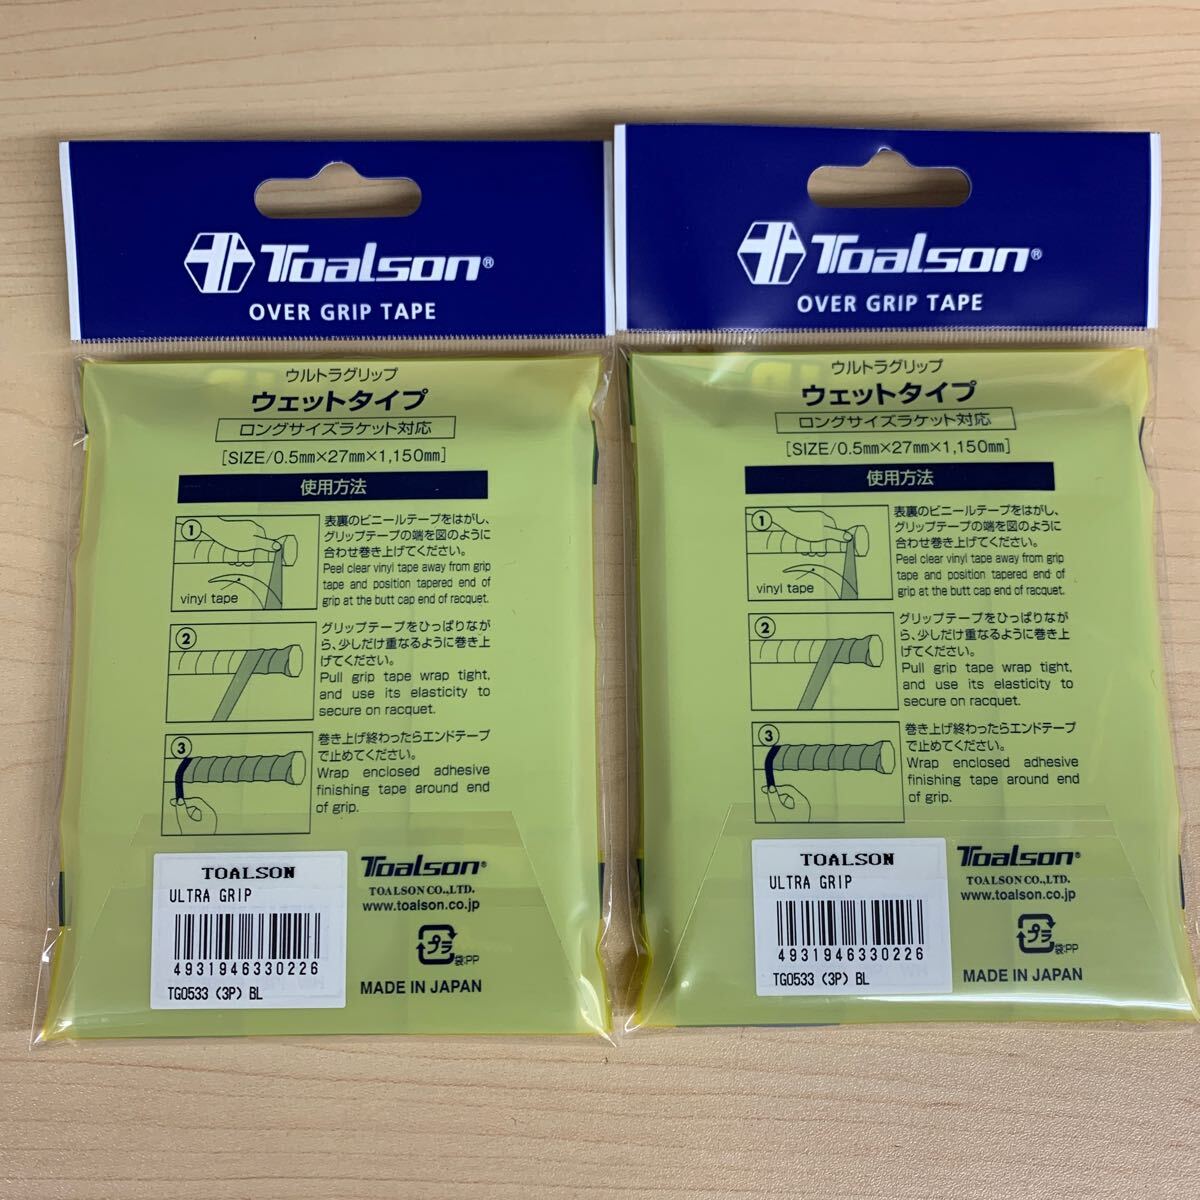 Toalson®
OVER GRIP TAPE
ウルトラグリップ
ウェットタイプ
ロングサイズラケット対応
[SIZE/0.5mm×27mm×1,150mm]
使用方法
1
vinyl tape
表裏のビニールテープをはがし、
グリップテープの端を図のように
合わせ巻き上げてください。
Peel clear vinyl tape away from grip
tape and position tapered end of
grip at the butt cap end of racquet.
2
グリップテープをひっぱりなが
ら、少しだけ重なるように巻き上
げてください。
Pull grip tape wrap tight,
and use its elasticity to
secure on racquet.
3
巻き上げ終わったらエンドテープ
で止めてください。
Wrap enclosed adhesive
finishing tape around end
of grip.
TOALSON
ULTRA GRIP
4931946330226
TG0533 (3P) BL
Toalson®
TOALSON CO.,LTD.
www.toalson.co.jp
プラ
袋:PP
MADE IN JAPAN
Toalson®
OVER GRIP TAPE
ウルトラグリップ
ウェットタイプ
ロングサイズラケット対応
[SIZE/0.5mm×27mm×1,150mm]
使用方法
1
vinyl tape
表裏のビニールテープをはがし、
グリップテープの端を図のように
合わせ巻き上げてください。
Peel clear vinyl tape away from grip
tape and position tapered end of
grip at the butt cap end of racquet.
2
グリップテープをひっぱりなが
ら、少しだけ重なるように巻き上
げてください。
Pull grip tape wrap tight,
and use its elasticity to
secure on racquet.
3
巻き上げ終わったらエンドテープ
で止めてください。
Wrap enclosed adhesive
finishing tape around end
of grip.
TOALSON
ULTRA GRIP
4931946330226
TG0533 (3P) BL
Toalson®
TOALSON CO.,LTD.
www.toalson.co.jp
プラ
袋:PP
MADE IN JAPAN